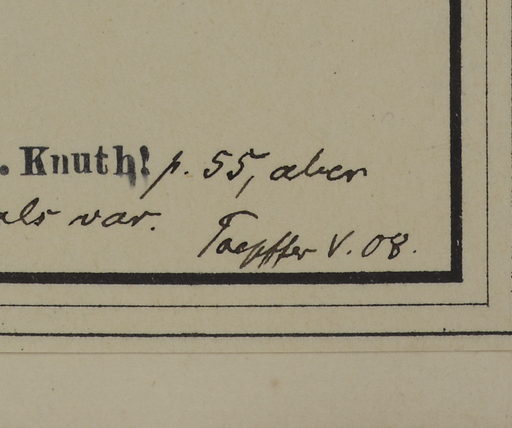 . Knuth! p. 55, aber
als var.
Toepffer V. 08.